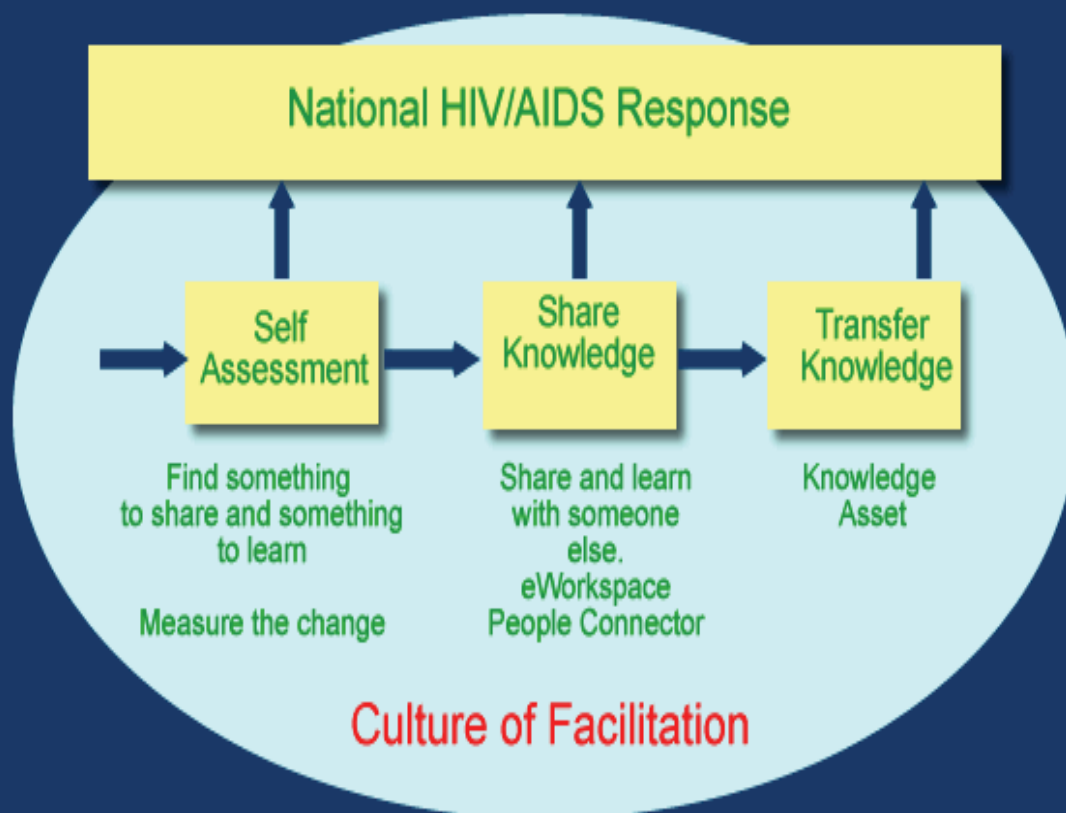 National HIV/AIDS Response
Self
Assessment
Share
Knowledge
Transfer
Knowledge
Find something
to share and something
to learn
Measure the change
Share and learn
with someone
else.
eWorkspace
People Connector
Knowledge
Asset
Culture of Facilitation